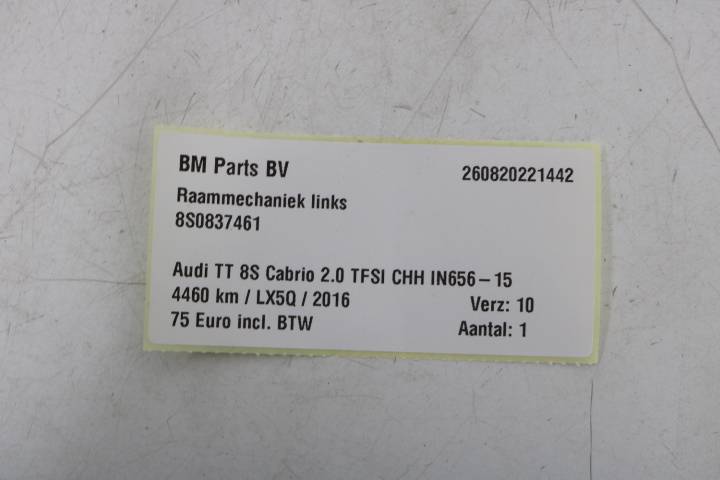 BM Parts BV 260820221442
Raammechaniek links
8S0837461
Audi TT 8S Cabrio 2.0 TFSI CHH IN656-15
4460 km / LX5Q / 2016 Verz: 10
75 Euro incl. BTW Aantal: 1